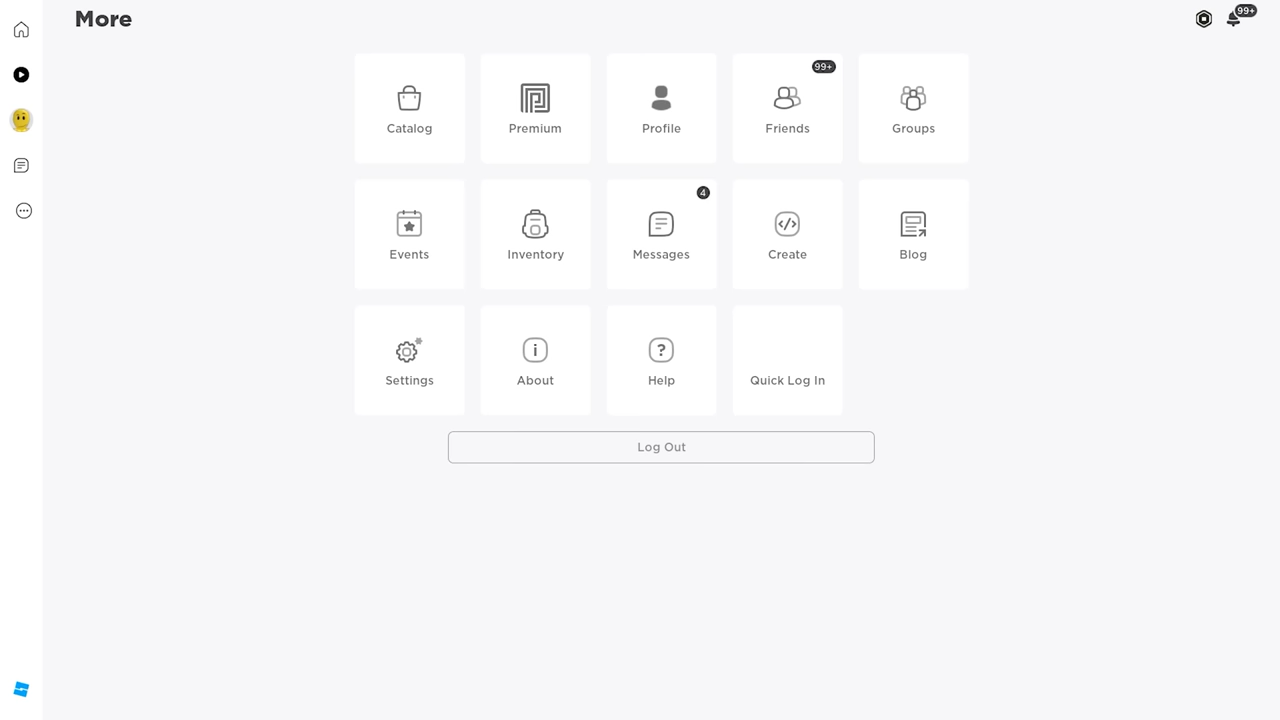 More
99+
99+
Catalog
Premium
Profile
Friends
Groups
4
Events
Inventory
Messages
Create
Blog
Settings
About
Help
Quick Log In
Log Out